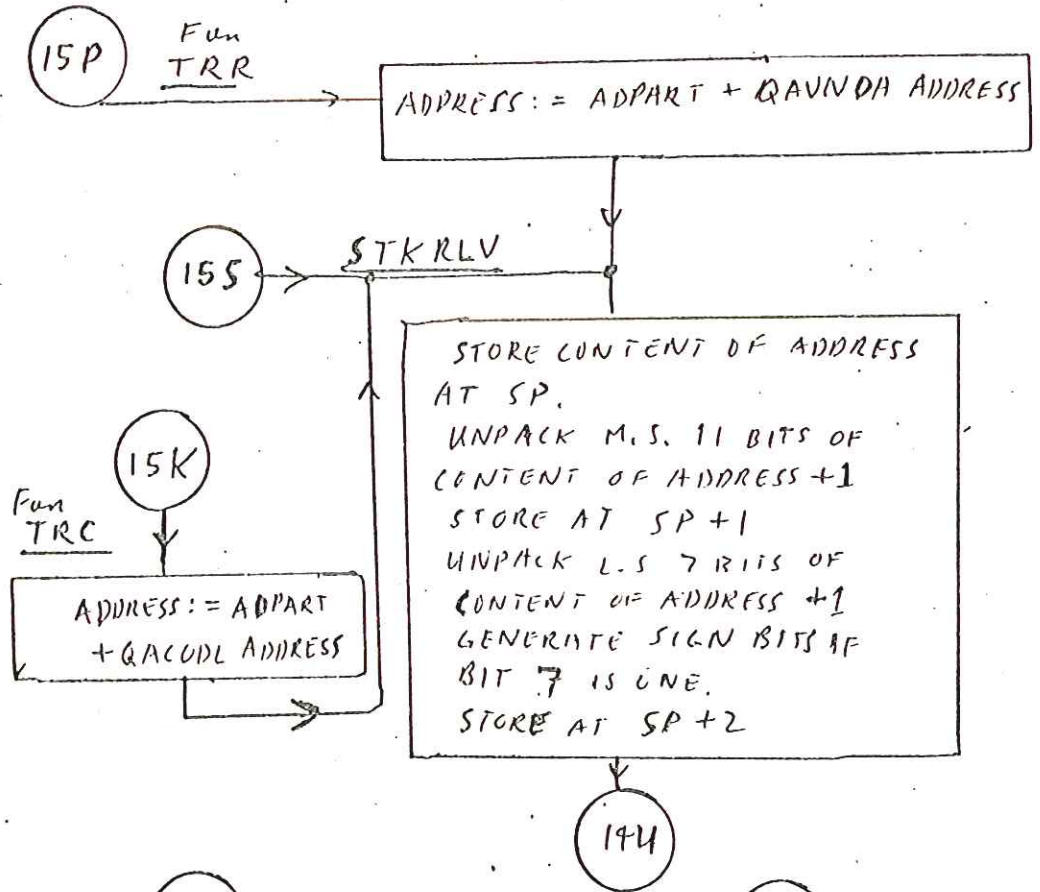 15P
Fun
TRR
ADDRESS := ADPART + QAVNDA ADDRESS
15S
STKRLV
STORE CONTENT OF ADDRESS
AT SP.
UNPACK M.S. 11 BITS OF
CONTENT OF ADDRESS +1
STORE AT SP +1
UNPACK L.S 7 BITS OF
CONTENT OF ADDRESS +1
GENERATE SIGN BITS IF
BIT 7 IS ONE.
STORE AT SP +2
15K
Fun
TRC
ADDRESS := ADPART
+ QACODL ADDRESS
14U